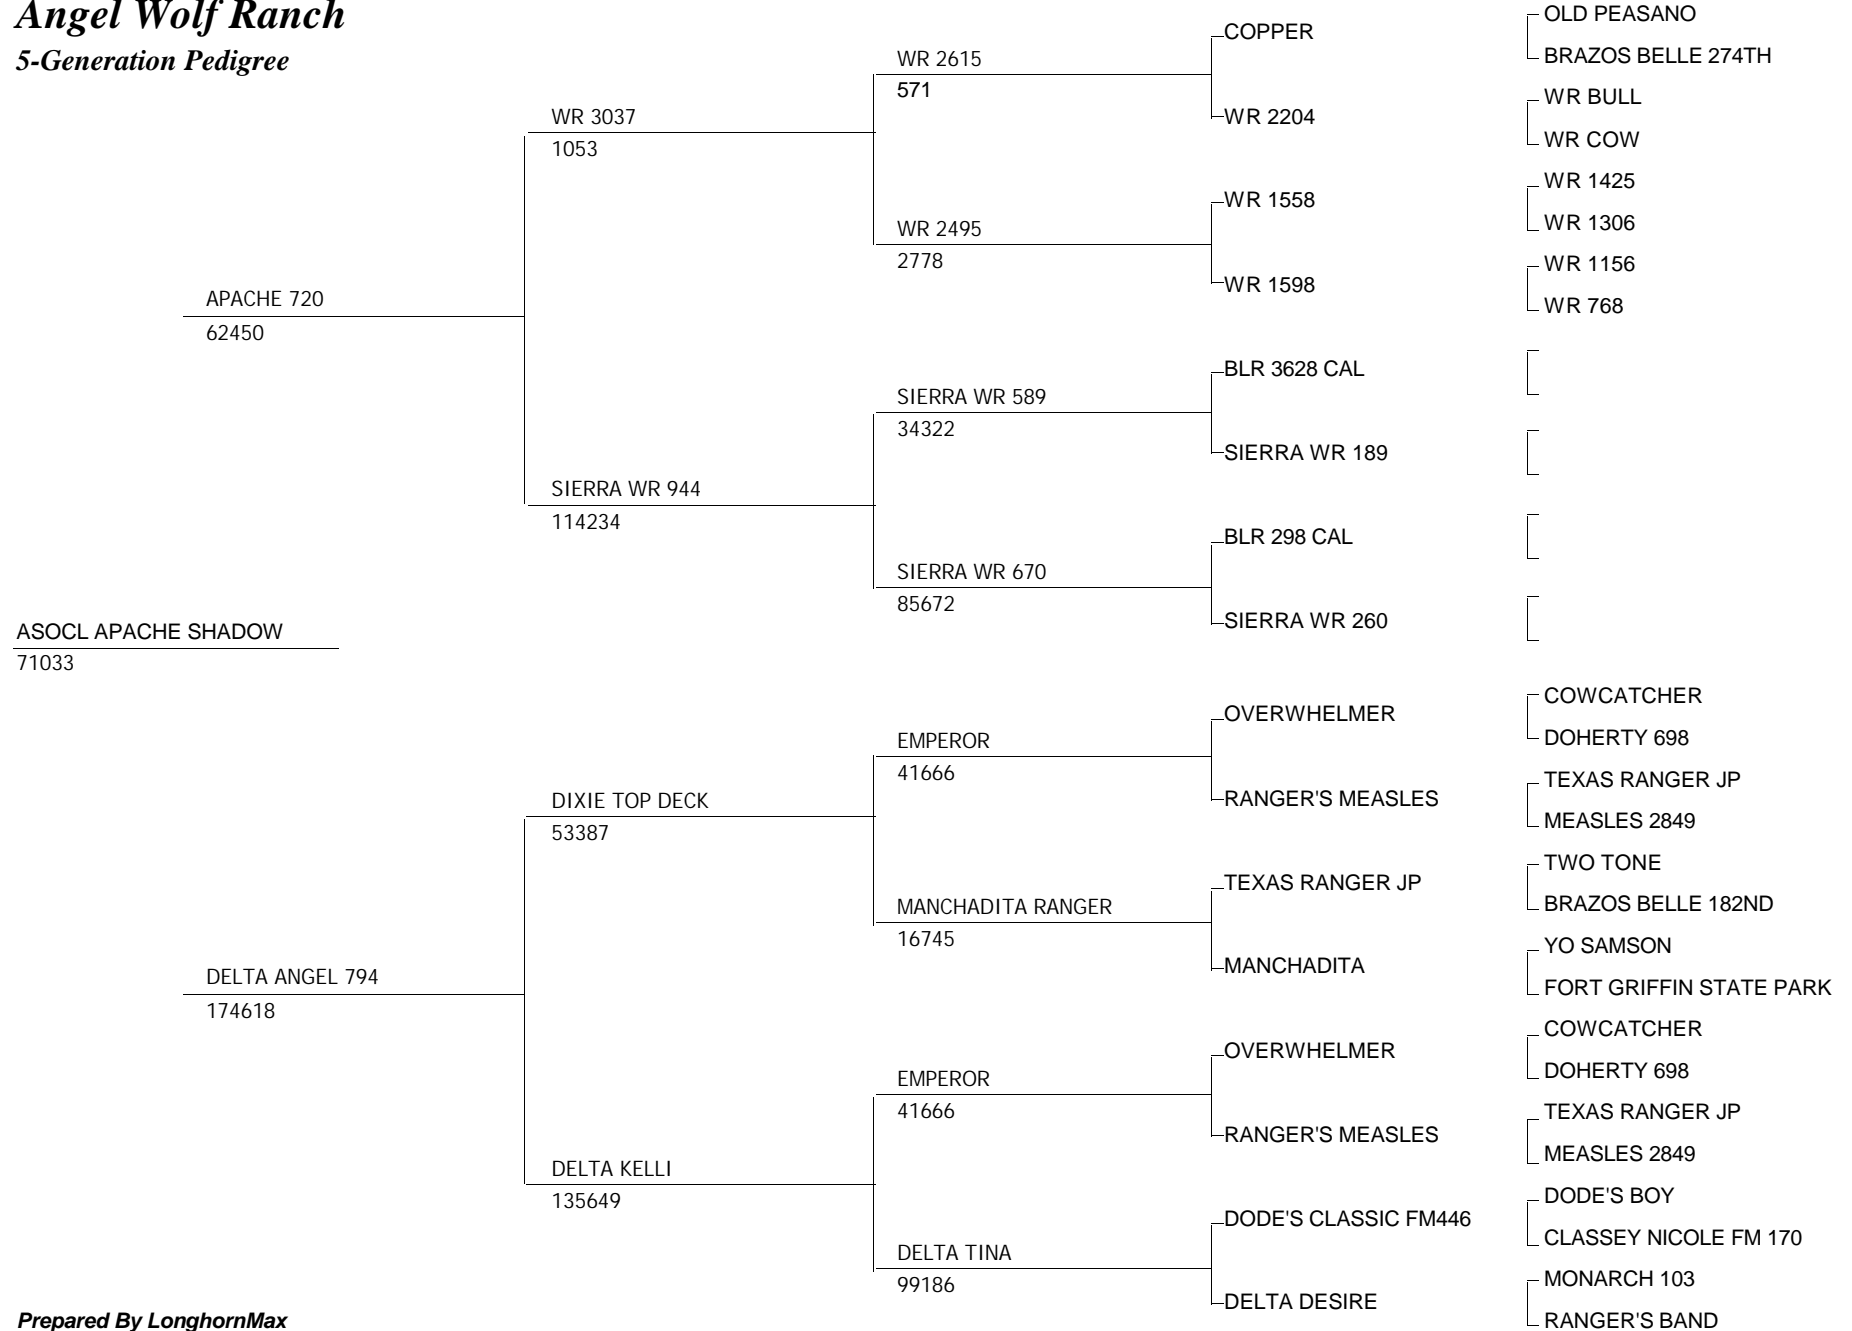 Angel Wolf Ranch
5-Generation Pedigree
ASOCL APACHE SHADOW
71033
APACHE 720
62450
DELTA ANGEL 794
174618
WR 3037
1053
SIERRA WR 944
114234
DIXIE TOP DECK
53387
DELTA KELLI
135649
WR 2615
571
WR 2495
2778
SIERRA WR 589
34322
SIERRA WR 670
85672
EMPEROR
41666
MANCHADITA RANGER
16745
EMPEROR
41666
DELTA TINA
99186
COPPER
WR 2204
WR 1558
WR 1598
BLR 3628 CAL
SIERRA WR 189
BLR 298 CAL
SIERRA WR 260
OVERWHELMER
RANGER'S MEASLES
TEXAS RANGER JP
MANCHADITA
OVERWHELMER
RANGER'S MEASLES
DODE'S CLASSIC FM446
DELTA DESIRE
OLD PEASANO
BRAZOS BELLE 274TH
WR BULL
WR COW
WR 1425
WR 1306
WR 1156
WR 768
COWCATCHER
DOHERTY 698
TEXAS RANGER JP
MEASLES 2849
TWO TONE
BRAZOS BELLE 182ND
YO SAMSON
FORT GRIFFIN STATE PARK
COWCATCHER
DOHERTY 698
TEXAS RANGER JP
MEASLES 2849
DODE'S BOY
CLASSEY NICOLE FM 170
MONARCH 103
RANGER'S BAND
Prepared By LonghornMax